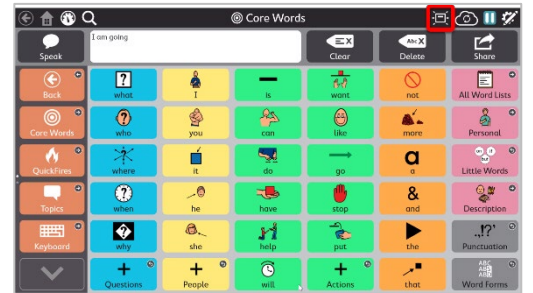 Core Words
Speak
I am going
X
Clear
Abc X
Delete
Share
Back
?
what
I
is
want
not
All Word Lists
Core Words
?
who
you
can
like
more
Personal
QuickFires
where
it
do
go
a
a
Little Words
Topics
?
when
he
have
stop
&
and
Description
Keyboard
?
why
she
help
put
the
.,!?'
Punctuation
+
Questions
+
People
will
+
Actions
that
Word Forms